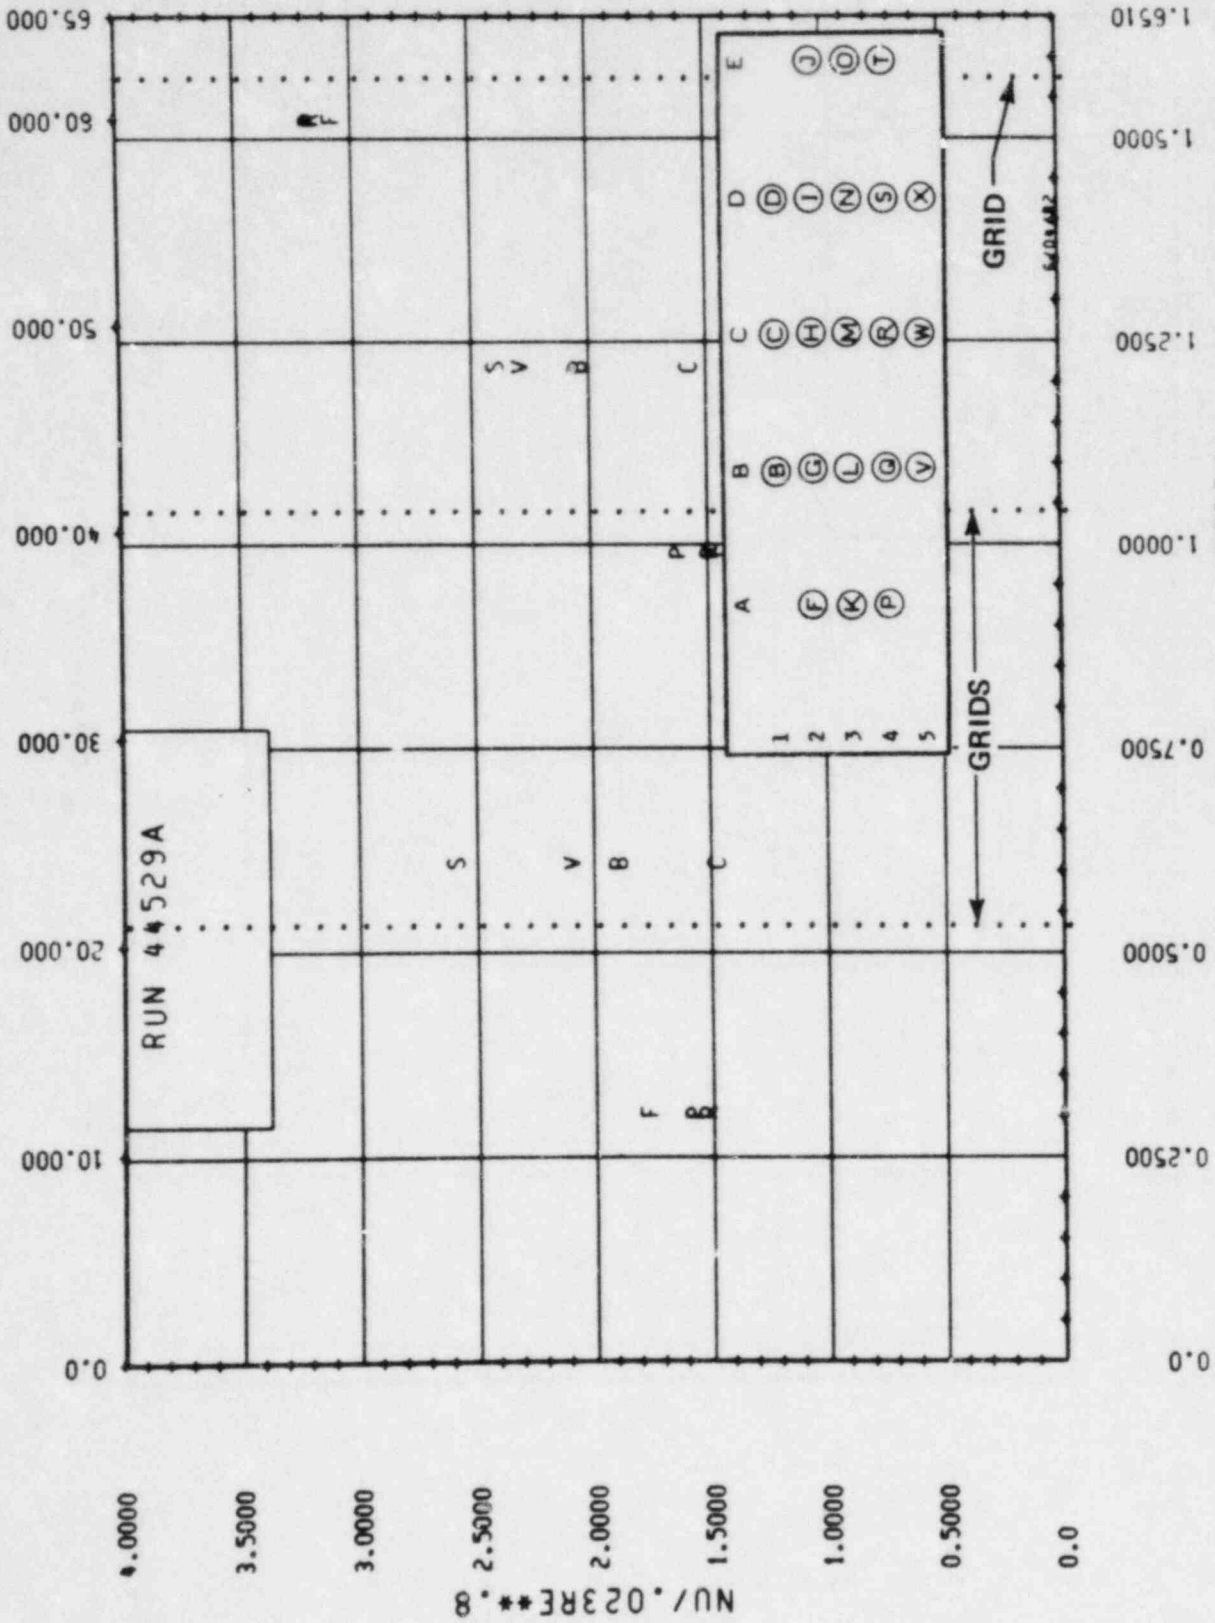 0.0 10.000 20.000 30.000 40.000 50.000 60.000 65.000
RUN 44529A
4.0000
3.5000
3.0000
2.5000
2.0000
1.5000
1.0000
0.5000
0.0
NU/.023RE**.8
F
F
S
S
V
V
B
B
P
C
C
A B C D E
1 B C D
2 F G H I J
3 K L M N O
4 P Q R S T
5 V W X
GRIDS
GRID
0.0 0.2500 0.5000 0.7500 1.0000 1.2500 1.5000 1.6510